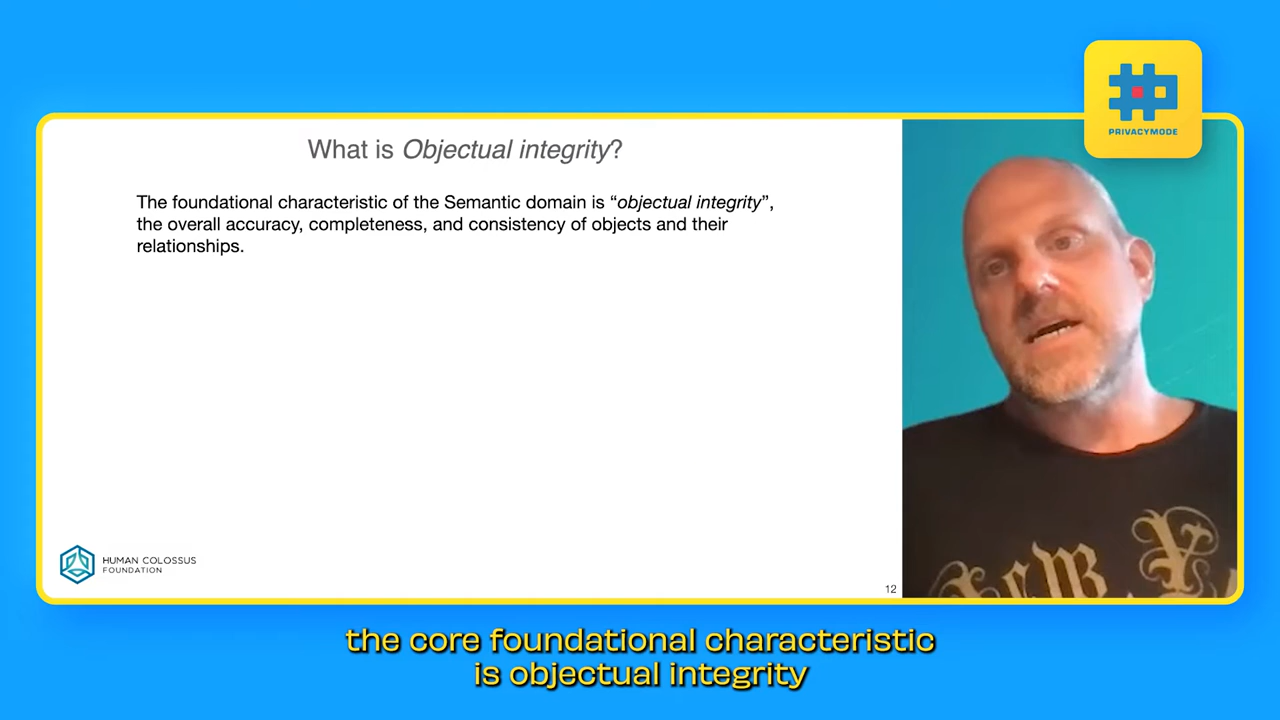 PRIVACYMODE
What is Objectual integrity?
The foundational characteristic of the Semantic domain is “objectual integrity”,
the overall accuracy, completeness, and consistency of objects and their
relationships.
HUMAN COLOSSUS
FOUNDATION
12
the core foundational characteristic
is objectual integrity